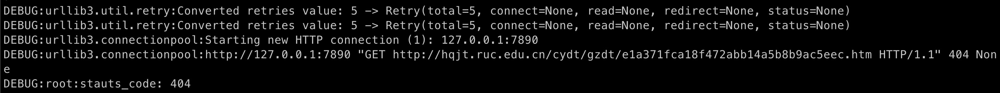 DEBUG:urllib3.util.retry:Converted retries value: 5 -> Retry(total=5, connect=None, read=None, redirect=None, status=None)
DEBUG:urllib3.util.retry:Converted retries value: 5 -> Retry(total=5, connect=None, read=None, redirect=None, status=None)
DEBUG:urllib3.connectionpool:Starting new HTTP connection (1): 127.0.0.1:7890
DEBUG:urllib3.connectionpool:http://127.0.0.1:7890 "GET http://hqjt.ruc.edu.cn/cydt/gzdt/e1a371fca18f472abb14a5b8b9ac5eec.htm HTTP/1.1" 404 Non
e
DEBUG:root:stauts_code: 404